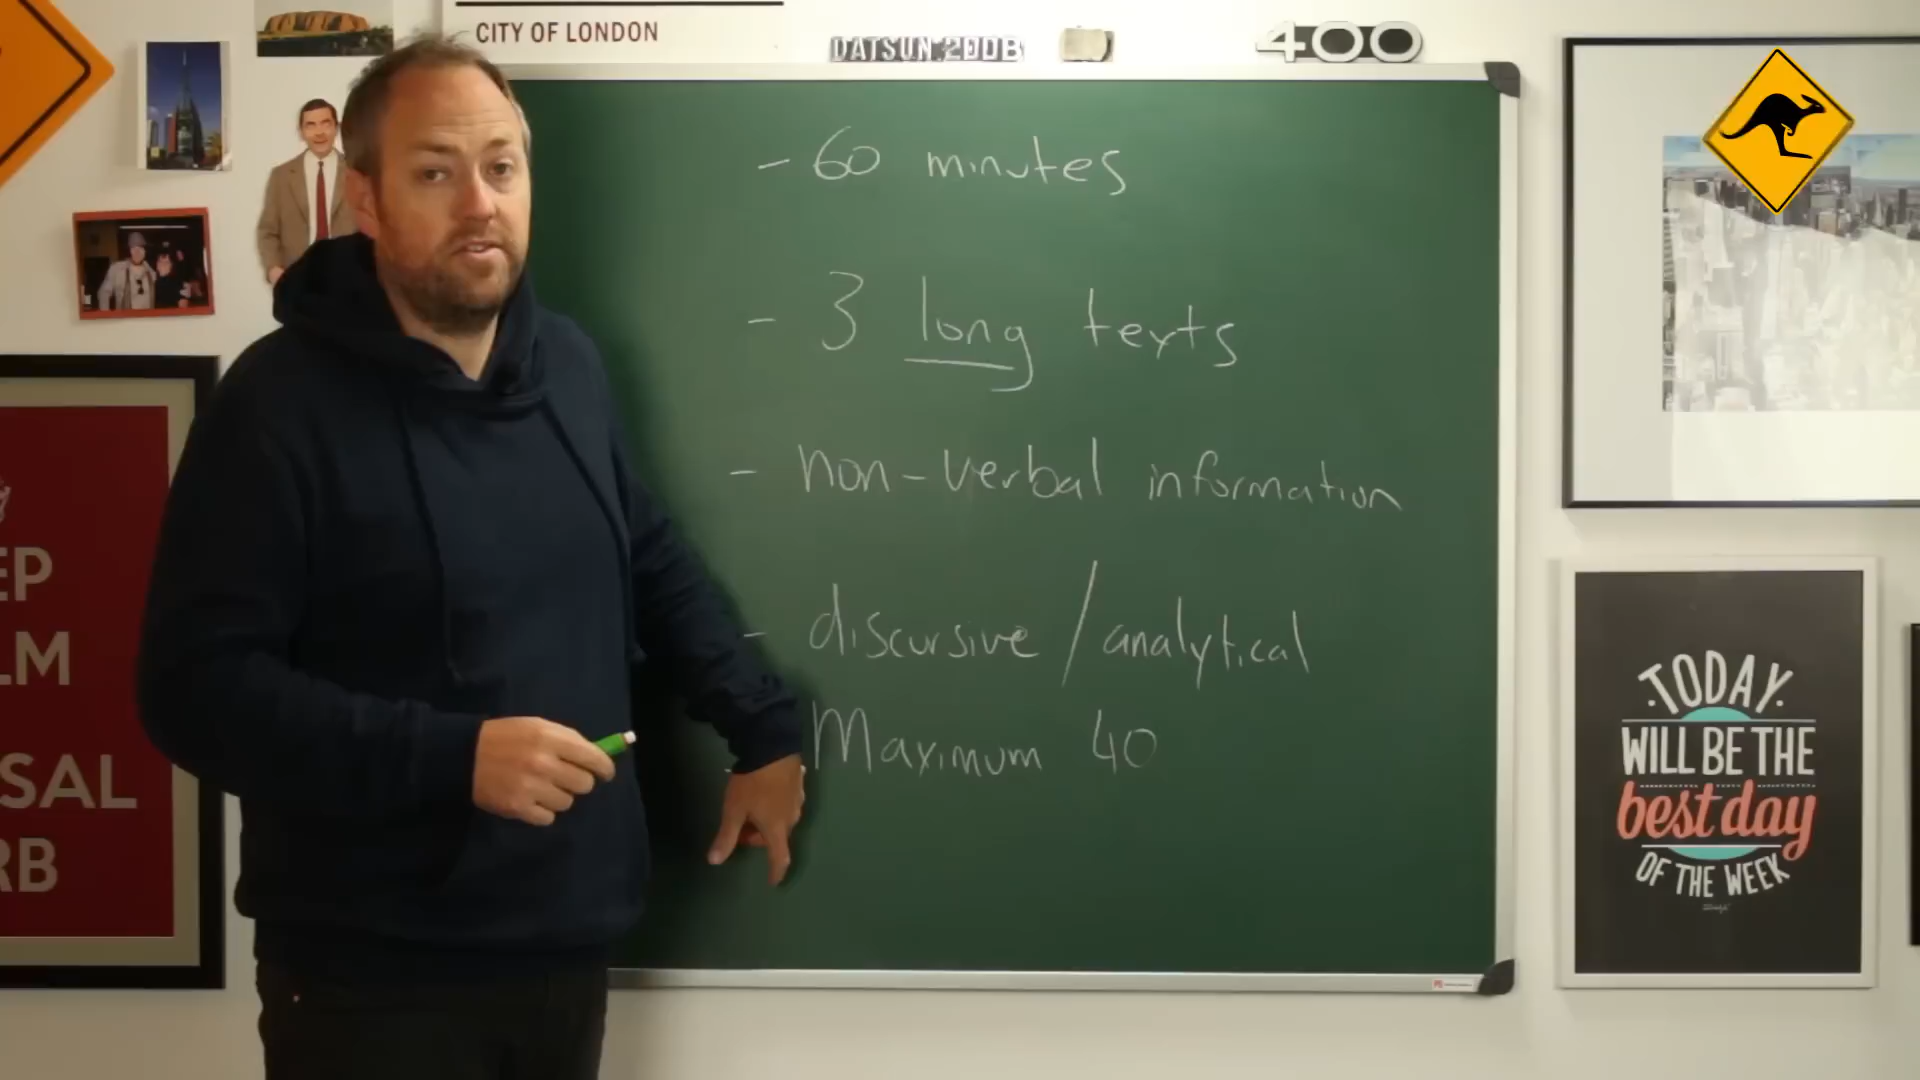 CITY OF LONDON
DATSUN 200B
400
- 60 minutes
- 3 long texts
- non-verbal information
- discursive / analytical
- Maximum 40
EP
LM
SAL
RB
TODAY
WILL BE THE
best day
OF THE WEEK